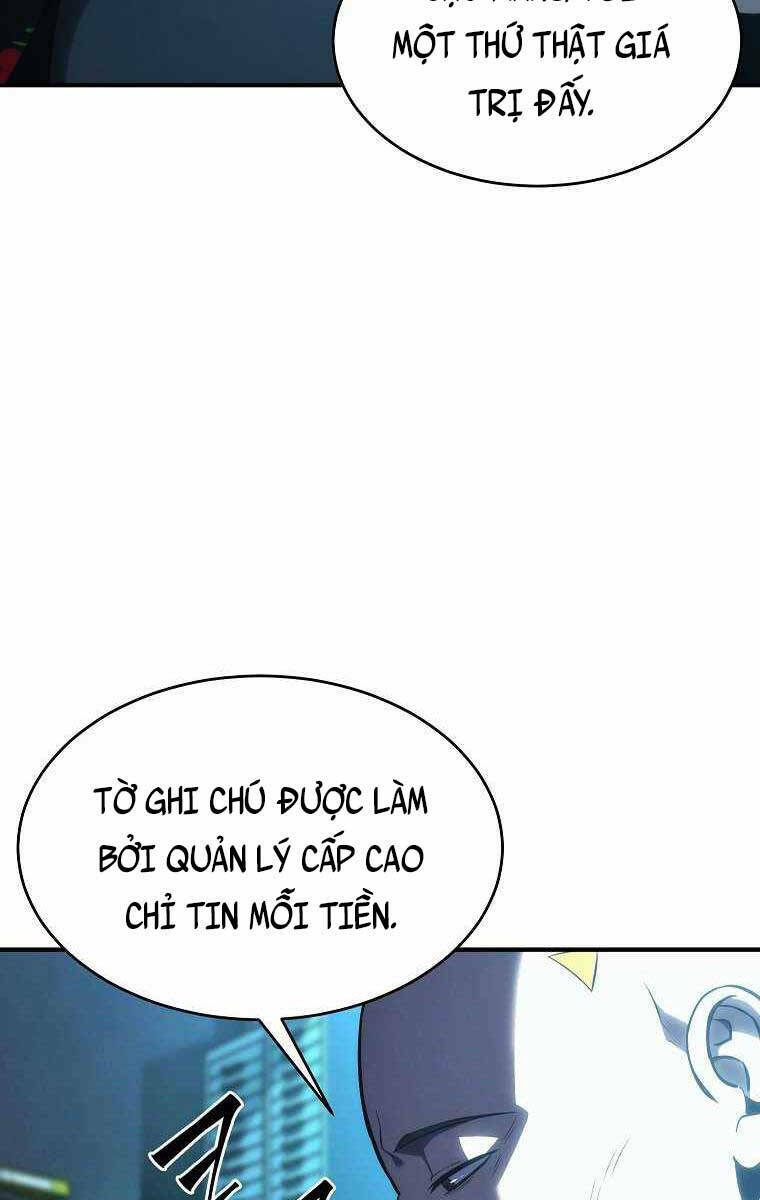 MỘT THỨ THẬT GIÁ
TRỊ ĐẤY.
TỜ GHI CHÚ ĐƯỢC LÀM
BỞI QUẢN LÝ CẤP CAO
CHỈ TIN MỖI TIỀN.